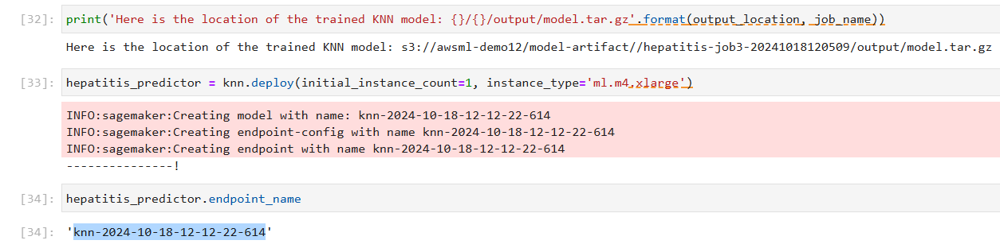 [32]: print('Here is the location of the trained KNN model: {}/{}/output/model.tar.gz'.format(output_location, job_name))
Here is the location of the trained KNN model: s3://awsml-demo12/model-artifact//hepatitis-job3-20241018120509/output/model.tar.gz
[33]: hepatitis_predictor = knn.deploy(initial_instance_count=1, instance_type='ml.m4.xlarge')
INFO:sagemaker:Creating model with name: knn-2024-10-18-12-12-22-614
INFO:sagemaker:Creating endpoint-config with name knn-2024-10-18-12-12-22-614
INFO:sagemaker:Creating endpoint with name knn-2024-10-18-12-12-22-614
---------------!
[34]: hepatitis_predictor.endpoint_name
[34]: 'knn-2024-10-18-12-12-22-614'